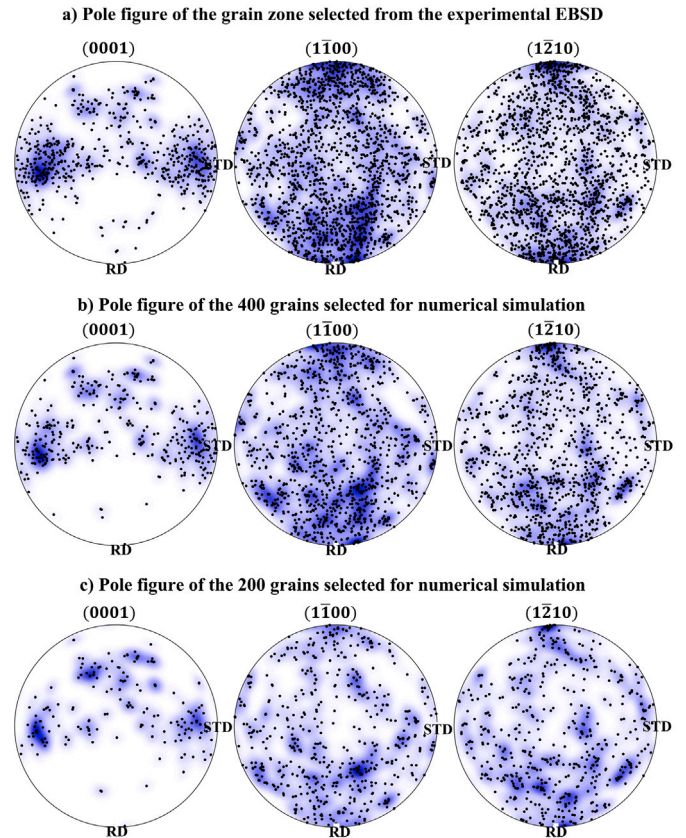 a) Pole figure of the grain zone selected from the experimental EBSD
(0001) (11̅00) (12̅10)
STD STD STD
RD RD RD
b) Pole figure of the 400 grains selected for numerical simulation
(0001) (11̅00) (12̅10)
STD STD STD
RD RD RD
c) Pole figure of the 200 grains selected for numerical simulation
(0001) (11̅00) (12̅10)
STD STD STD
RD RD RD